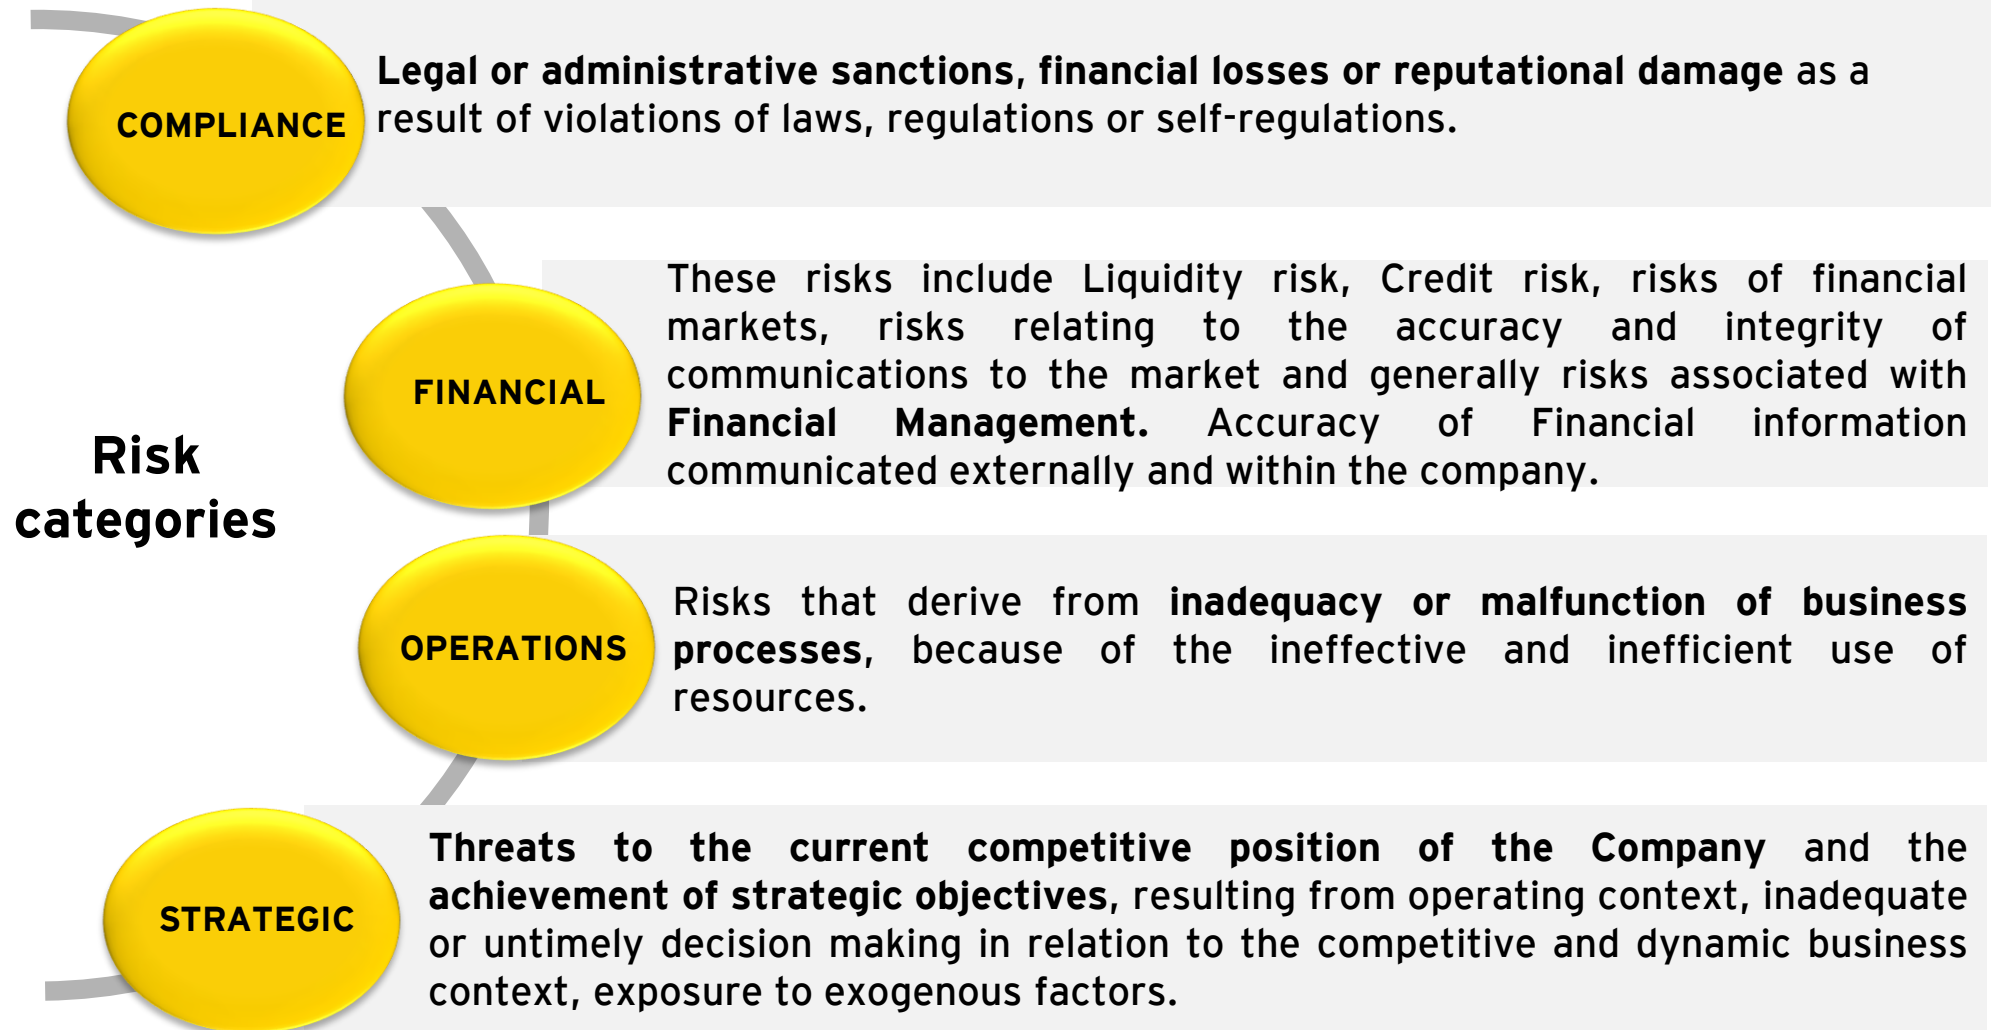 COMPLIANCE
Legal or administrative sanctions, financial losses or reputational damage as a
result of violations of laws, regulations or self-regulations.
Risk
categories
FINANCIAL
These risks include Liquidity risk, Credit risk, risks of financial
markets, risks relating to the accuracy and integrity of
communications to the market and generally risks associated with
Financial Management. Accuracy of Financial information
communicated externally and within the company.
OPERATIONS
Risks that derive from inadequacy or malfunction of business
processes, because of the ineffective and inefficient use of
resources.
STRATEGIC
Threats to the current competitive position of the Company and the
achievement of strategic objectives, resulting from operating context, inadequate
or untimely decision making in relation to the competitive and dynamic business
context, exposure to exogenous factors.